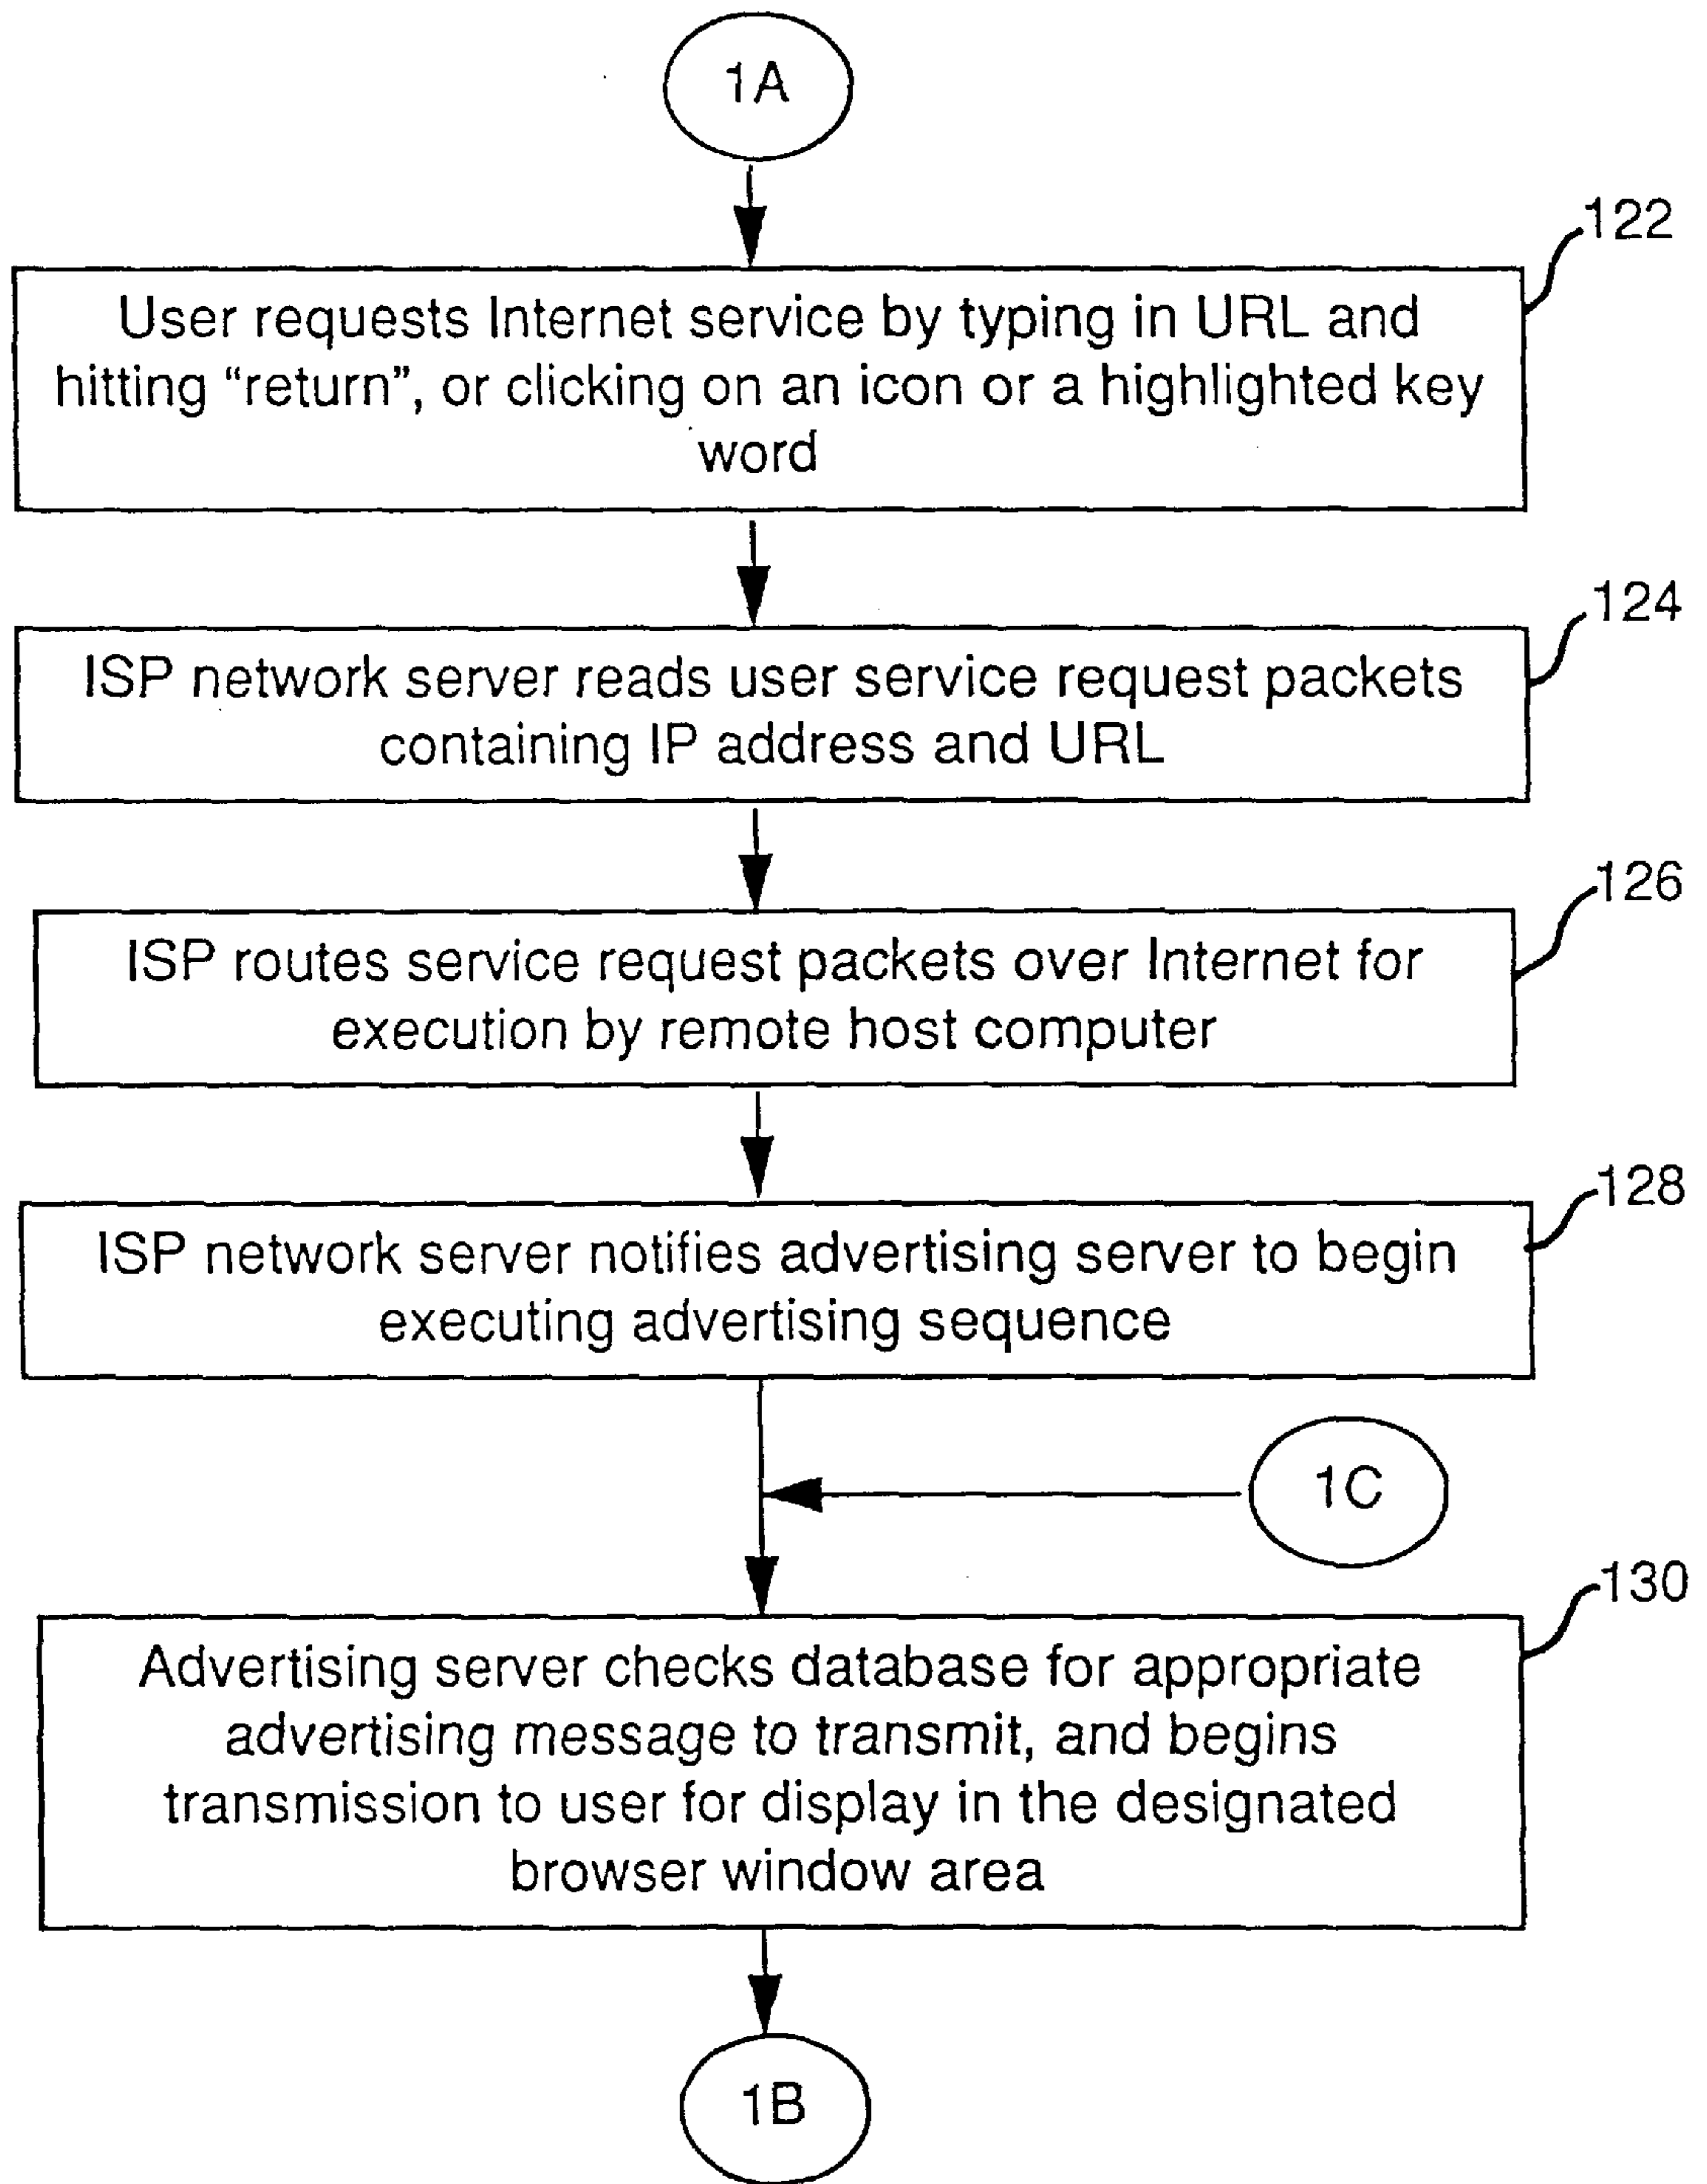 1A
122
User requests Internet service by typing in URL and
hitting “return”, or clicking on an icon or a highlighted key
word
124
ISP network server reads user service request packets
containing IP address and URL
126
ISP routes service request packets over Internet for
execution by remote host computer
128
ISP network server notifies advertising server to begin
executing advertising sequence
1C
130
Advertising server checks database for appropriate
advertising message to transmit, and begins
transmission to user for display in the designated
browser window area
1B